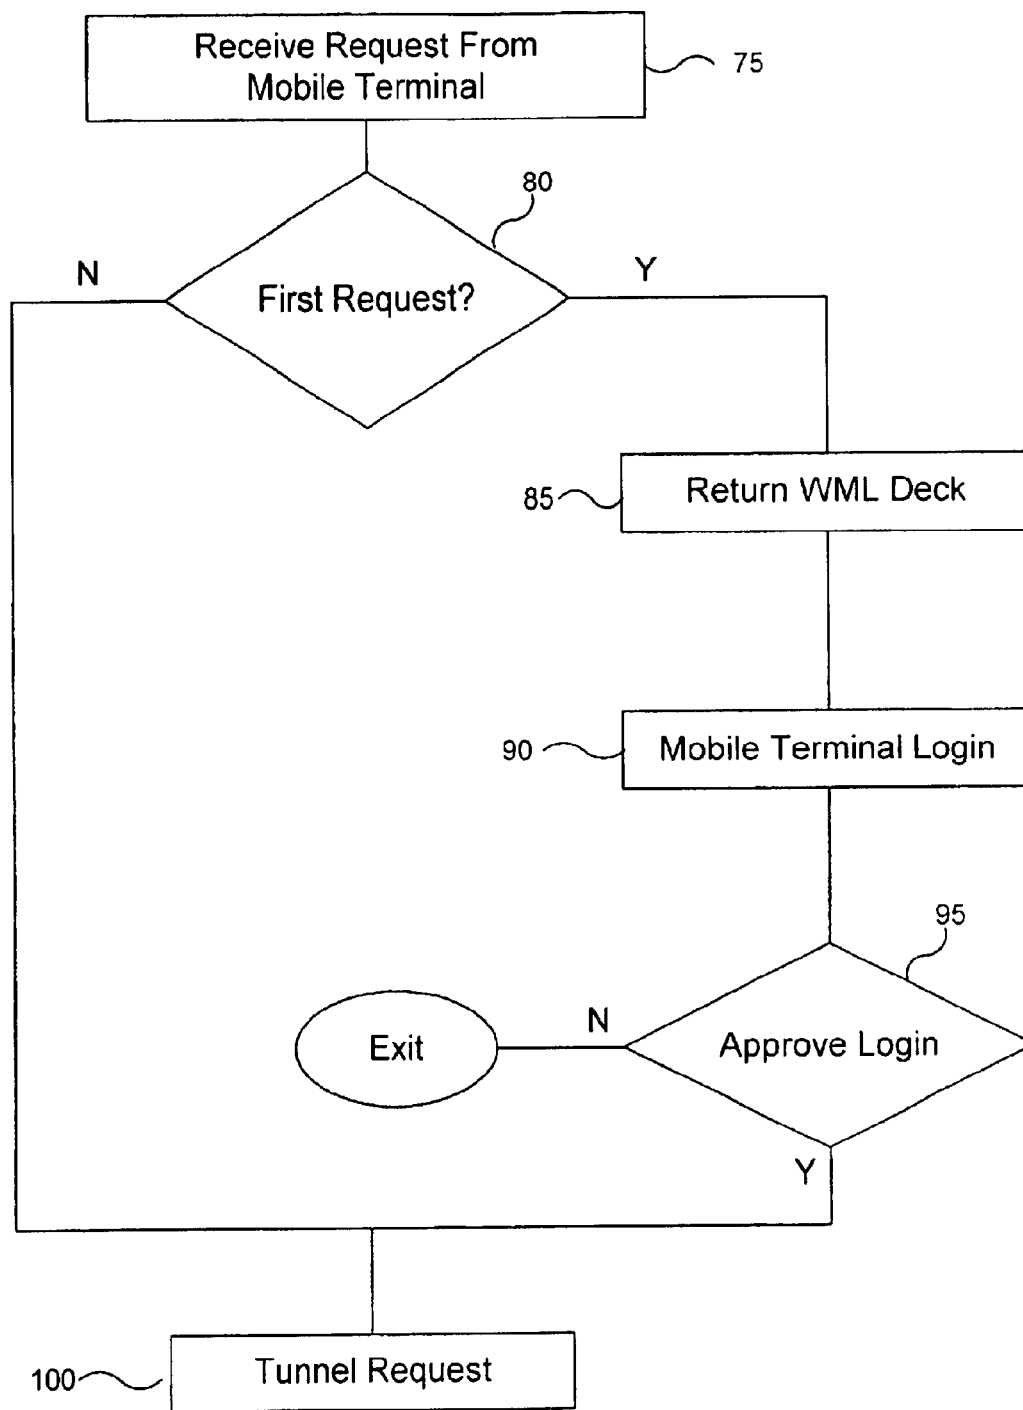 Receive Request From
Mobile Terminal
75
80
N
Y
First Request?
85
Return WML Deck
90
Mobile Terminal Login
95
Exit
N
Approve Login
Y
100
Tunnel Request